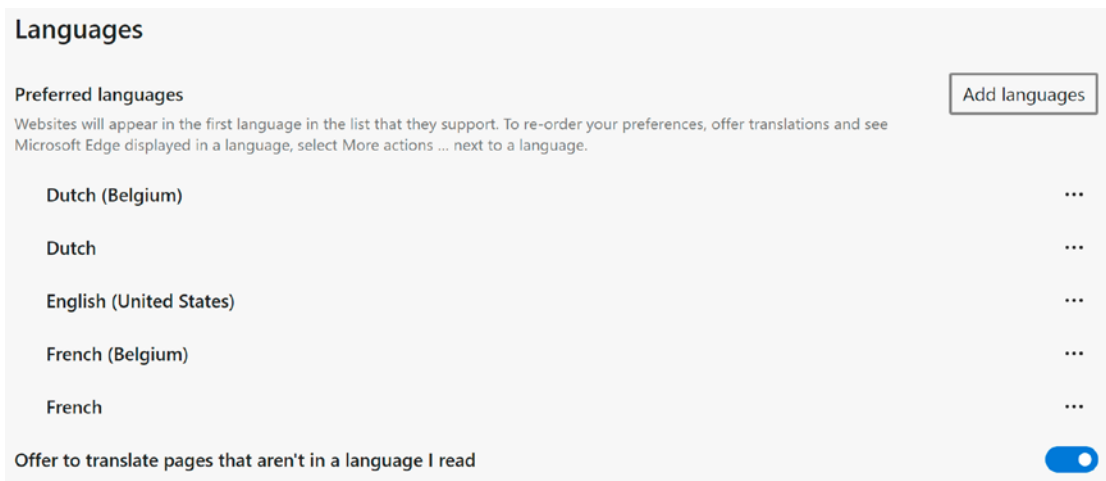 Languages
Preferred languages
Add languages
Websites will appear in the first language in the list that they support. To re-order your preferences, offer translations and see
Microsoft Edge displayed in a language, select More actions ... next to a language.
Dutch (Belgium) ...
Dutch ...
English (United States) ...
French (Belgium) ...
French ...
Offer to translate pages that aren't in a language I read